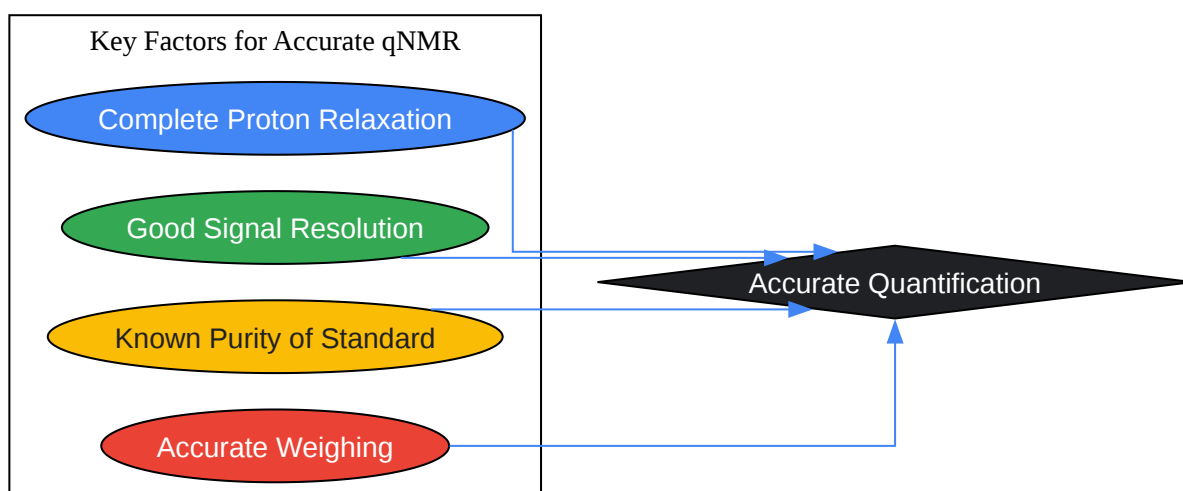 Key Factors for Accurate qNMR
Complete Proton Relaxation
Good Signal Resolution
Accurate Quantification
Known Purity of Standard
Accurate Weighing